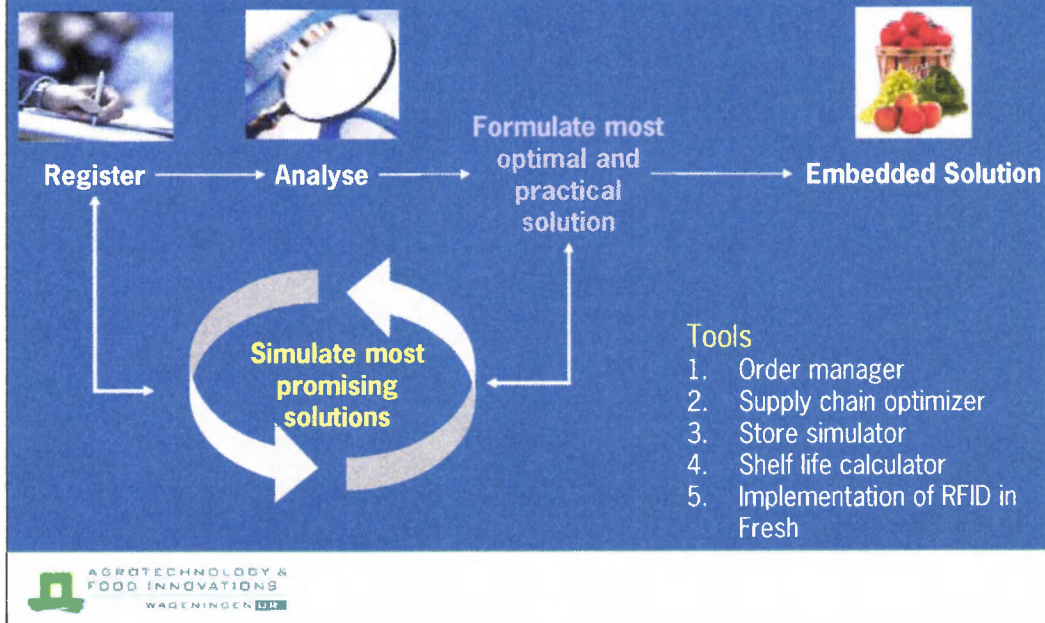 Register
Analyse
Formulate most
optimal and
practical
solution
Embedded Solution
Simulate most
promising
solutions
Tools
1. Order manager
2. Supply chain optimizer
3. Store simulator
4. Shelf life calculator
5. Implementation of RFID in
Fresh
AGROTECHNOLOGY &
FOOD INNOVATIONS
WAGENINGEN UR